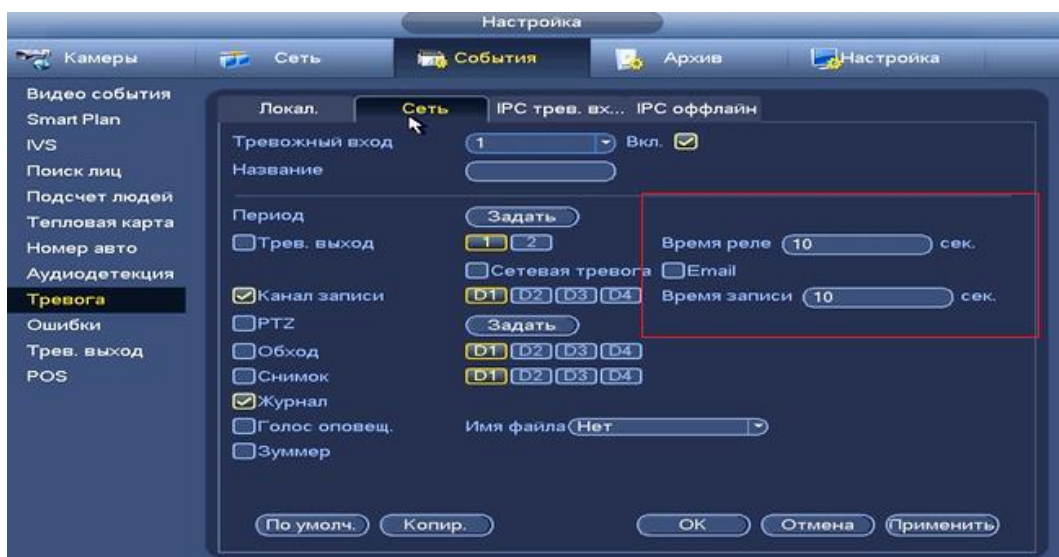 Настройка
Камеры Сеть События Архив Настройка
Видео события
Smart Plan
IVS
Поиск лиц
Подсчет людей
Тепловая карта
Номер авто
Аудиодетекция
Тревога
Ошибки
Трев. выход
POS
Локал. Сеть IPC трев. вх... IPC оффлайн
Тревожный вход 1 Вкл.
Название
Период Задать
Трев. выход 1 2 Время реле 10 сек.
Сетевая тревога Email
Канал записи D1 D2 D3 D4 Время записи 10 сек.
PTZ Задать
Обход D1 D2 D3 D4
Снимок D1 D2 D3 D4
Журнал
Голос оповещ. Имя файла Нет
Зуммер
По умолч. Копир. OK Отмена Применить